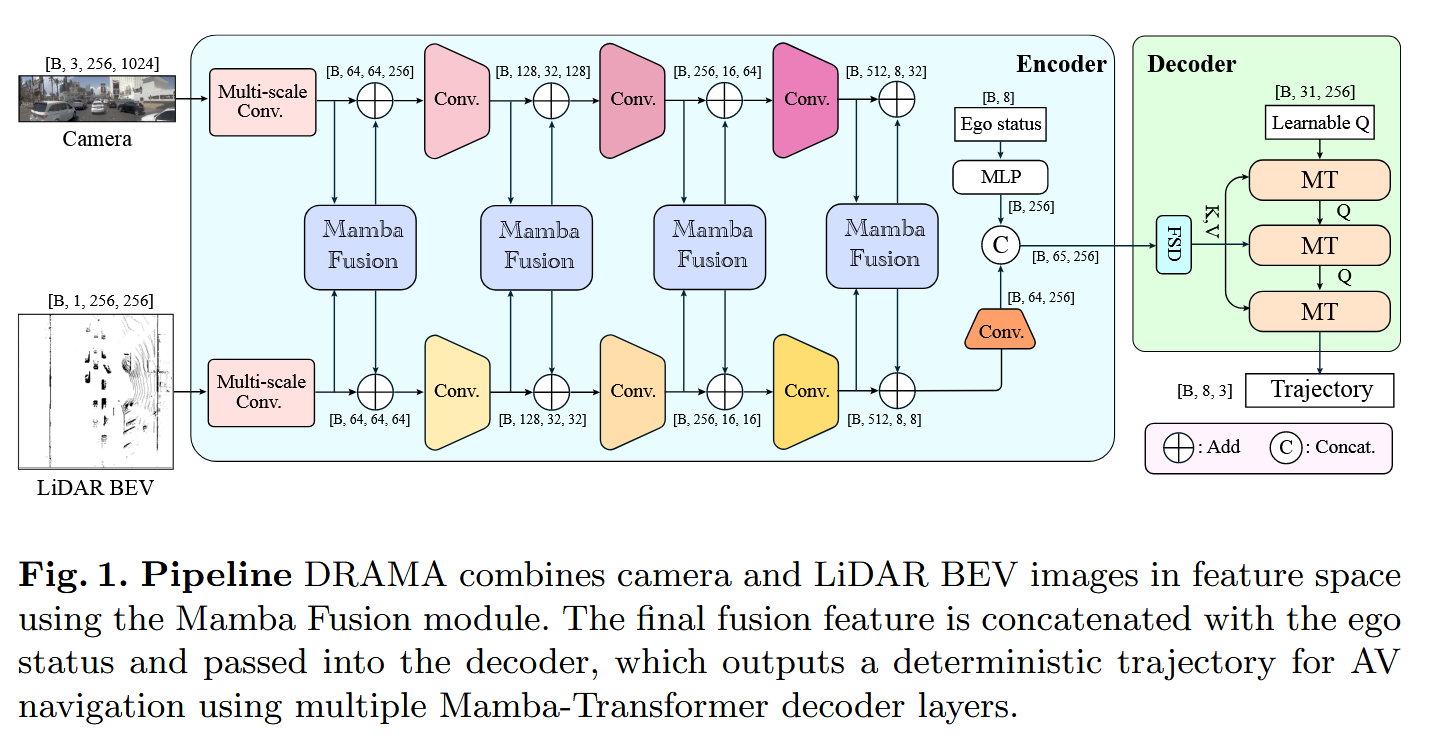 [B, 3, 256, 1024]
Camera
[B, 1, 256, 256]
LiDAR BEV
Encoder
Multi-scale
Conv.
[B, 64, 64, 256]
Conv.
[B, 128, 32, 128]
Conv.
[B, 256, 16, 64]
Conv.
[B, 512, 8, 32]
Mamba
Fusion
Mamba
Fusion
Mamba
Fusion
Mamba
Fusion
Multi-scale
Conv.
[B, 64, 64, 64]
Conv.
[B, 128, 32, 32]
Conv.
[B, 256, 16, 16]
Conv.
[B, 512, 8, 8]
[B, 8]
Ego status
MLP
[B, 256]
C
[B, 65, 256]
[B, 64, 256]
Conv.
Decoder
[B, 31, 256]
Learnable Q
FSD
K,V
MT
Q
MT
Q
MT
[B, 8, 3]
Trajectory
: Add
C
: Concat.
Fig. 1. Pipeline DRAMA combines camera and LiDAR BEV images in feature space
using the Mamba Fusion module. The final fusion feature is concatenated with the ego
status and passed into the decoder, which outputs a deterministic trajectory for AV
navigation using multiple Mamba-Transformer decoder layers.